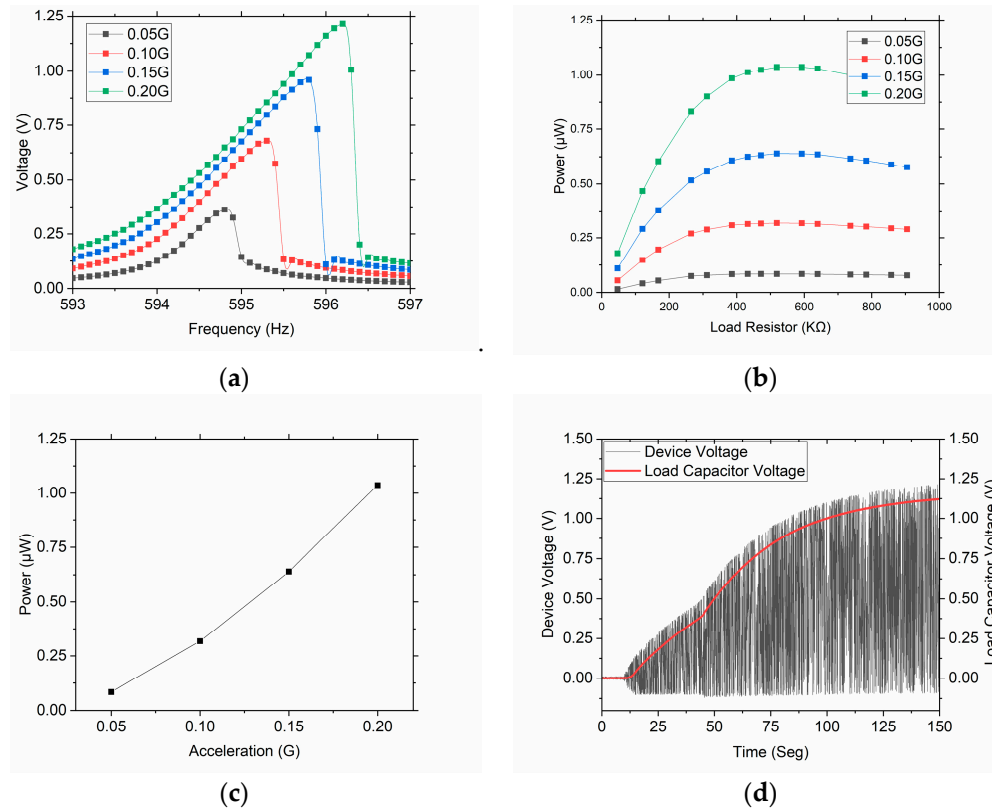 1.25
1.00
0.75
0.50
0.25
0.00
Voltage (V)
0.05G
0.10G
0.15G
0.20G
593 594 595 596 597
Frequency (Hz)
.
(a)
1.25
1.00
0.75
0.50
0.25
0.00
Power (µW)
0.05G
0.10G
0.15G
0.20G
0 200 400 600 800 1000
Load Resistor (KΩ)
(b)
1.25
1.00
0.75
0.50
0.25
0.00
Power (µW)
0.05 0.10 0.15 0.20
Acceleration (G)
(c)
1.50
1.25
1.00
0.75
0.50
0.25
0.00
Device Voltage (V)
Device Voltage
Load Capacitor Voltage
1.50
1.25
1.00
0.75
0.50
0.25
0.00
Load Capacitor Voltage (V)
0 25 50 75 100 125 150
Time (Seg)
(d)